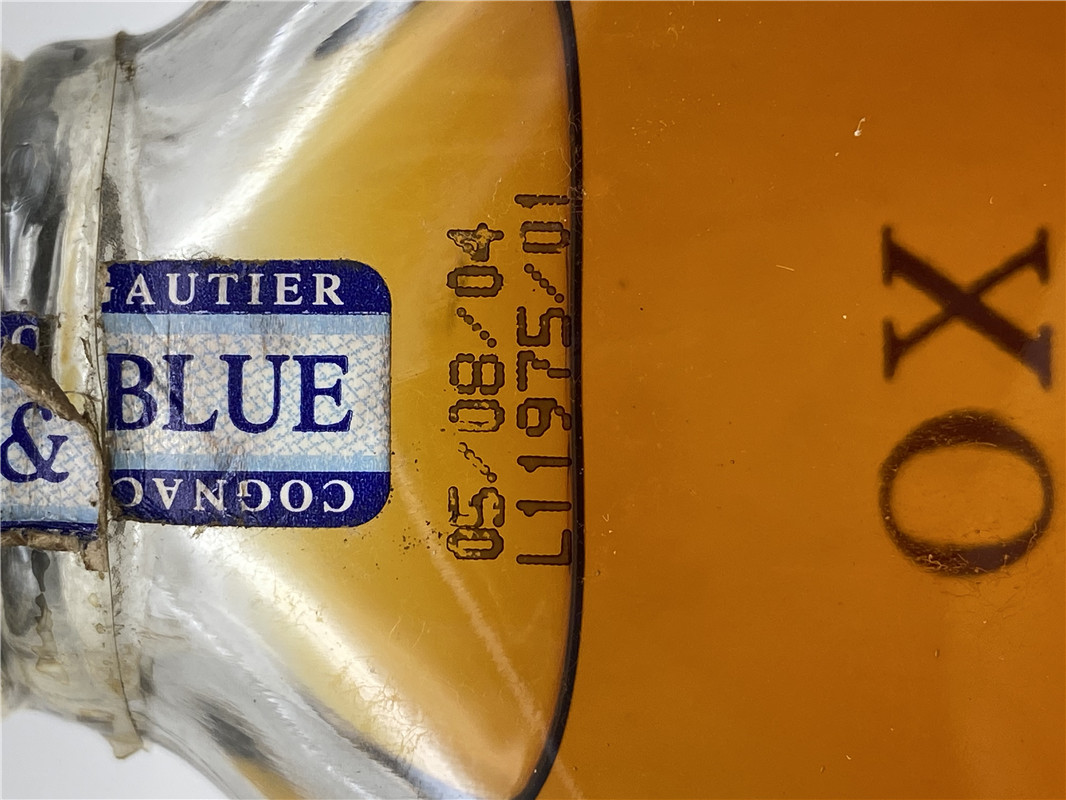 GAUTIER
BLUE
COGNAC
&
05/08/04
L11975/01
XO